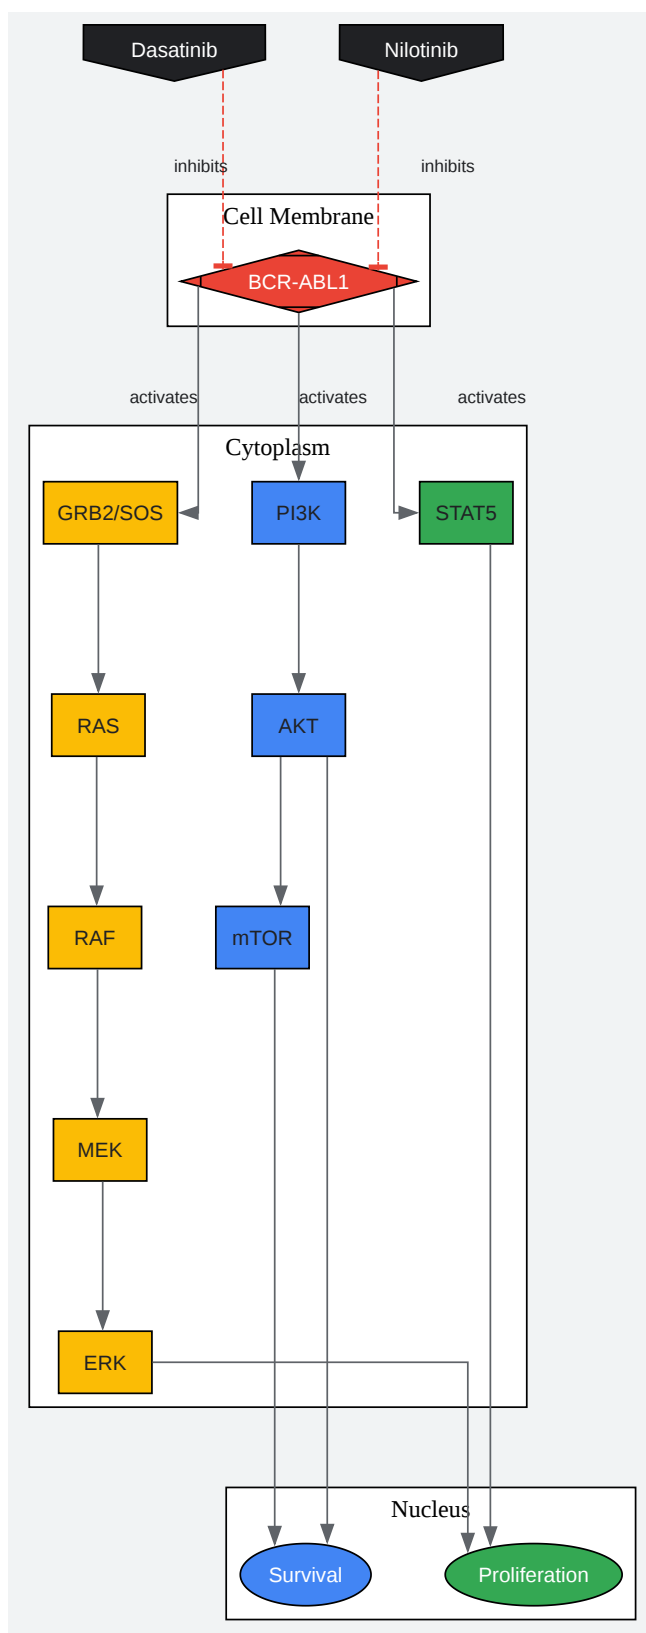 Dasatinib
Nilotinib
inhibits
inhibits
Cell Membrane
BCR-ABL1
activates
activates
activates
Cytoplasm
GRB2/SOS
PI3K
STAT5
RAS
AKT
RAF
mTOR
MEK
ERK
Nucleus
Survival
Proliferation